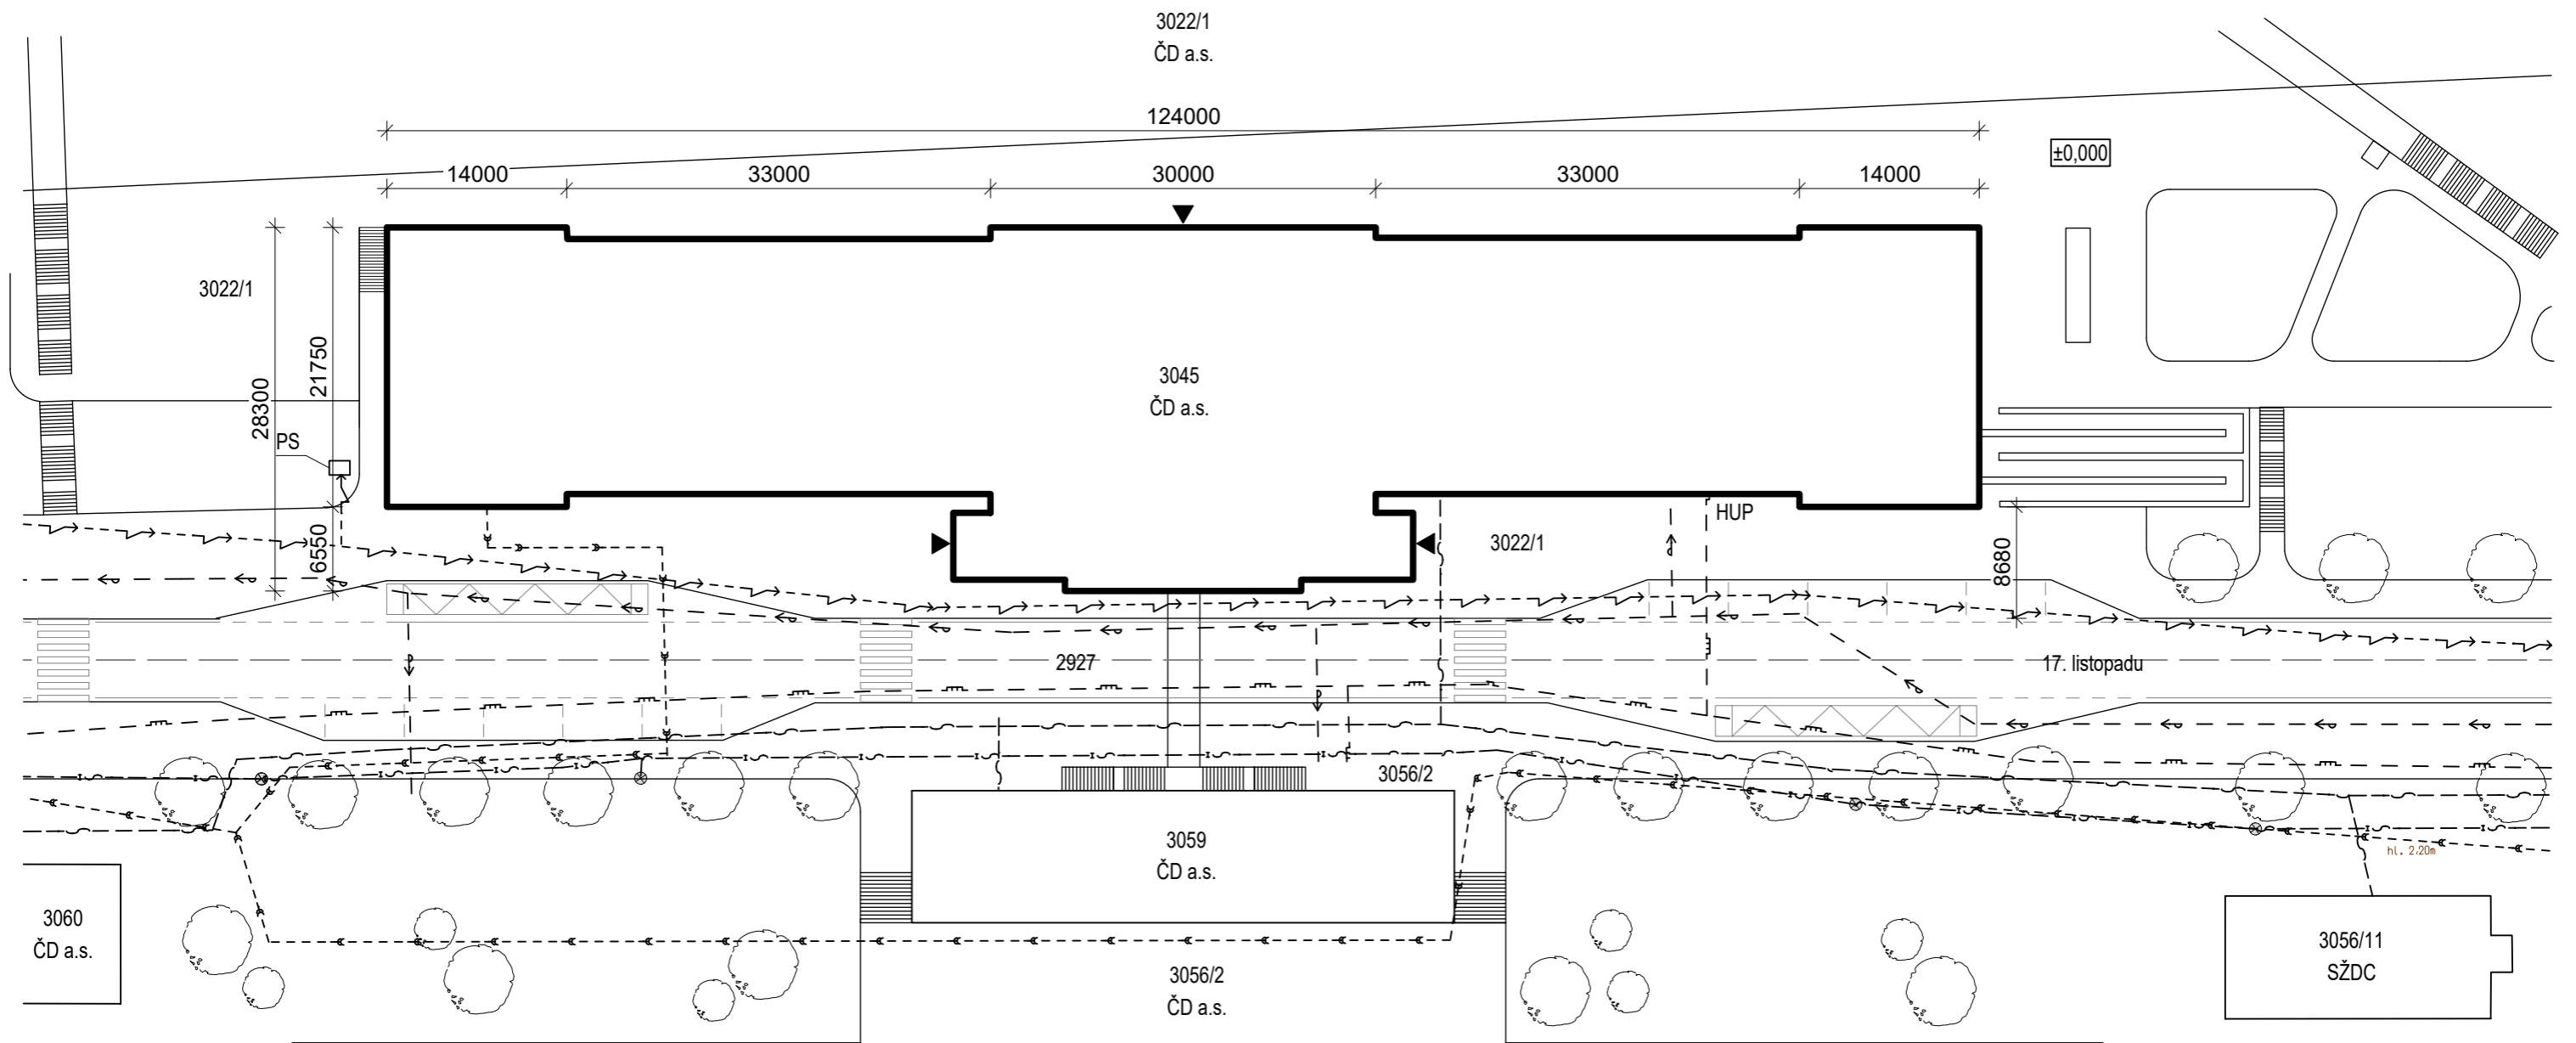 3022/1
ČD a.s.
124000
±0,000
14000
33000
30000
33000
14000
3022/1
21750
28300
3045
ČD a.s.
PS
HUP
3022/1
6550
8680
2927
17. listopadu
3056/2
3059
ČD a.s.
hl. 2,20m
3060
ČD a.s.
3056/11
SŽDC
3056/2
ČD a.s.